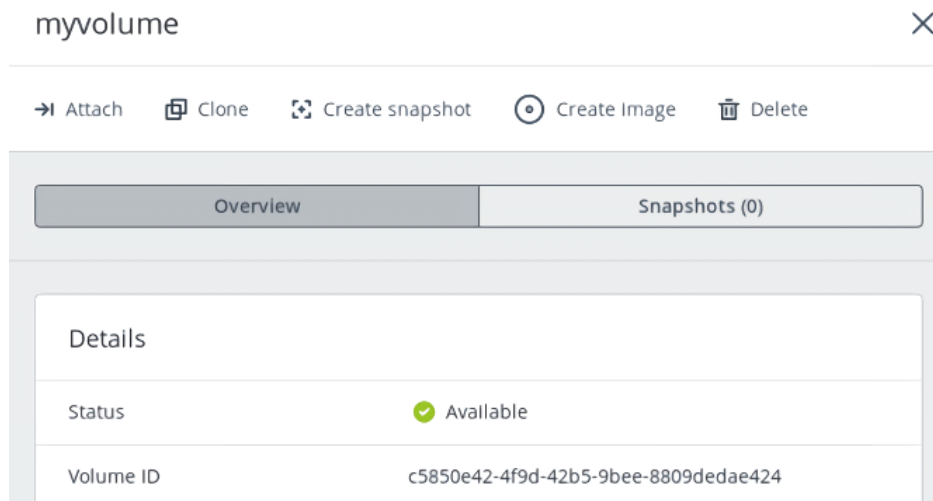 myvolume
Attach Clone Create snapshot Create Image Delete
Overview Snapshots (0)
Details
Status Available
Volume ID c5850e42-4f9d-42b5-9bee-8809dedae424